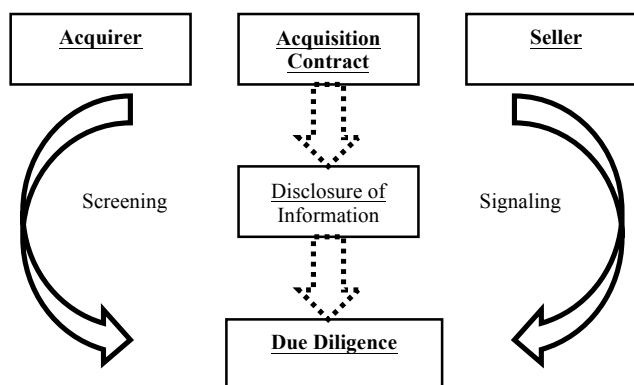 Acquirer
Acquisition
Contract
Seller
Disclosure of
Information
Screening
Signaling
Due Diligence